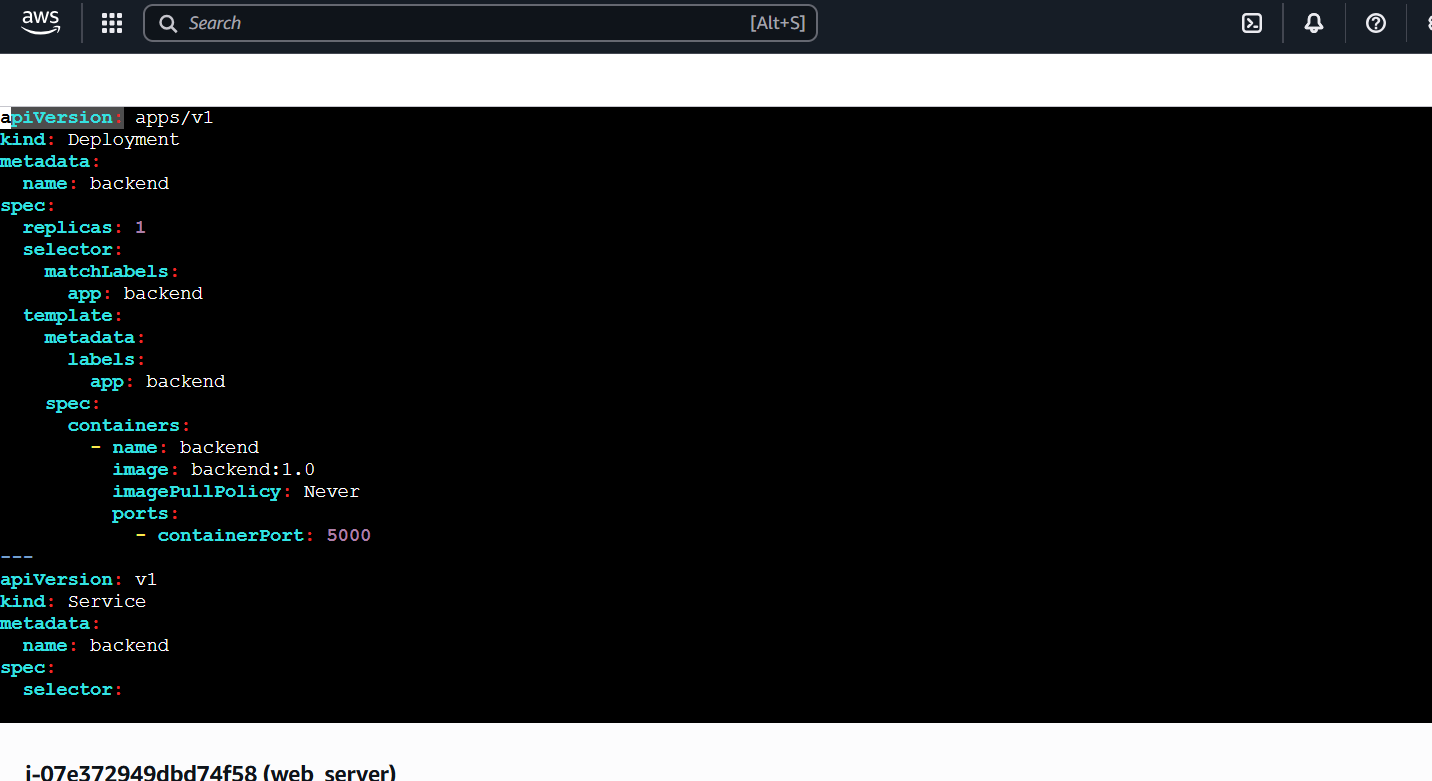 aws Search [Alt+S]
apiVersion: apps/v1
kind: Deployment
metadata:
  name: backend
spec:
  replicas: 1
  selector:
    matchLabels:
      app: backend
  template:
    metadata:
      labels:
        app: backend
    spec:
      containers:
        - name: backend
          image: backend:1.0
          imagePullPolicy: Never
          ports:
            - containerPort: 5000
---
apiVersion: v1
kind: Service
metadata:
  name: backend
spec:
  selector:
i-07e372949dbd74f58 (web_server)